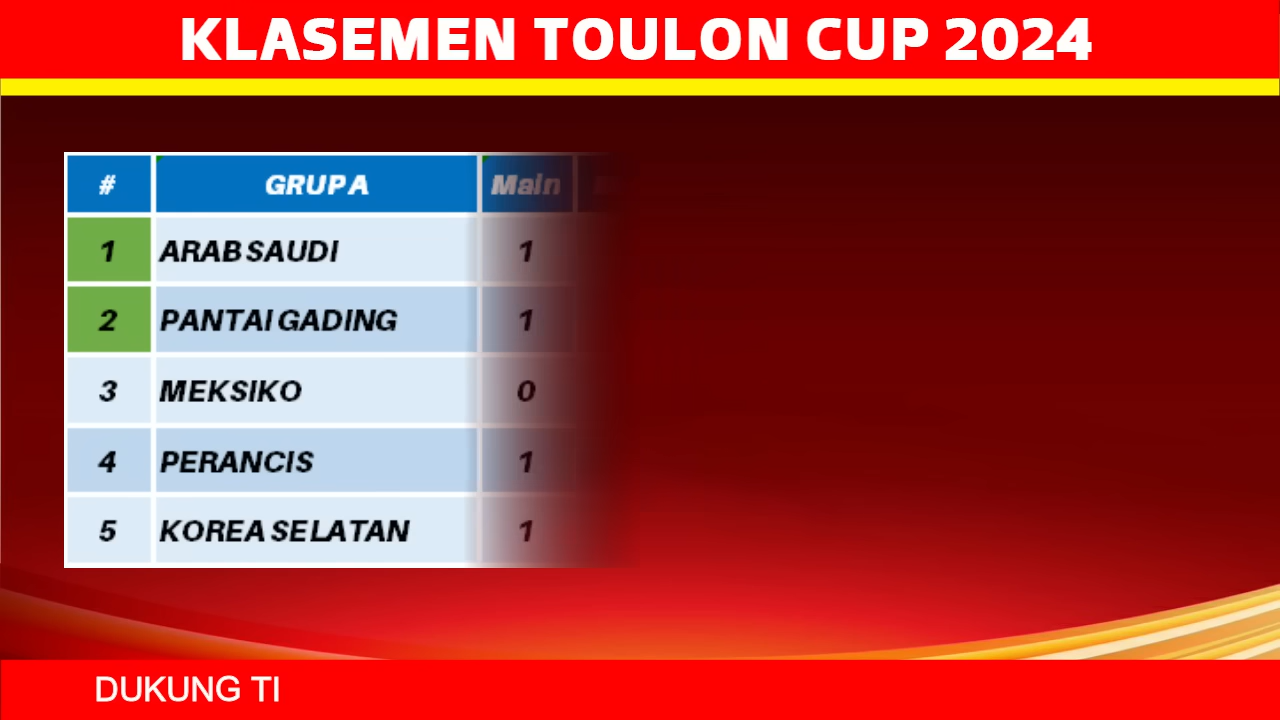 KLASEMEN TOULON CUP 2024
# GRUP A Main
1 ARAB SAUDI 1
2 PANTAI GADING 1
3 MEKSIKO 0
4 PERANCIS 1
5 KOREA SELATAN 1
DUKUNG TI